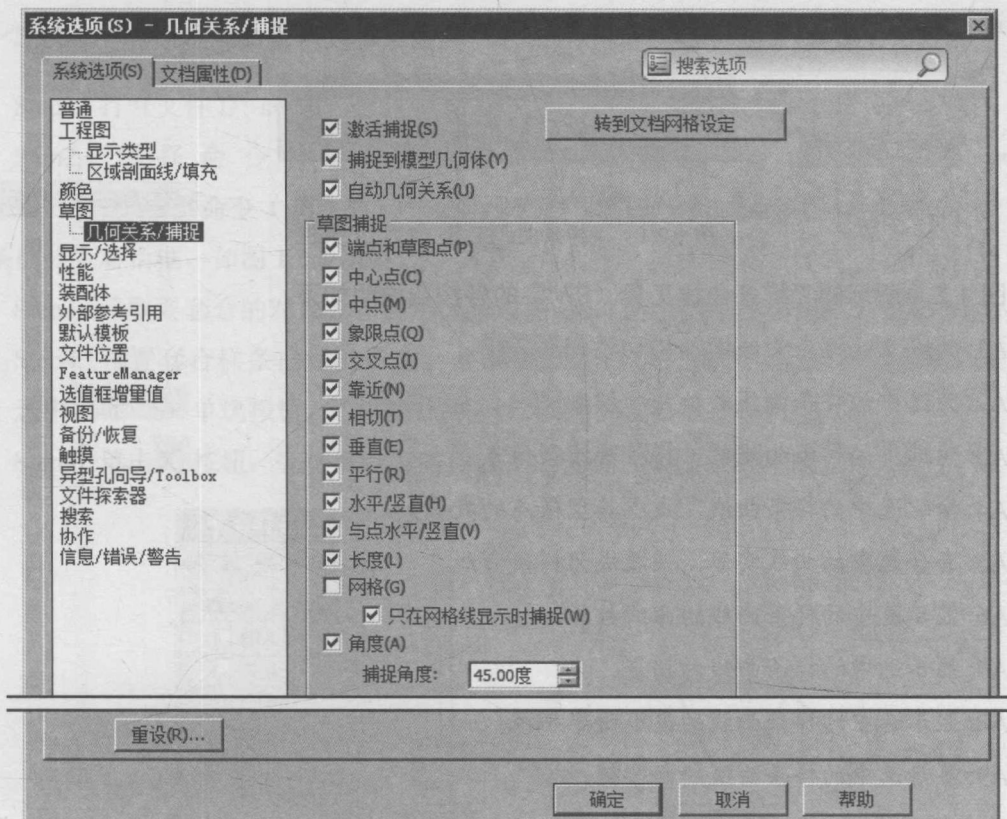 系统选项(S) - 几何关系/捕捉
系统选项(S)
文档属性(D)
搜索选项
普通
工程图
显示类型
区域剖面线/填充
颜色
草图
几何关系/捕捉
显示/选择
性能
装配体
外部参考引用
默认模板
文件位置
FeatureManager
选值框增量值
视图
备份/恢复
触摸
异型孔向导/Toolbox
文件探索器
搜索
协作
信息/错误/警告
激活捕捉(S)
转到文档网格设定
捕捉到模型几何体(Y)
自动几何关系(U)
草图捕捉
端点和草图点(P)
中心点(C)
中点(M)
象限点(Q)
交叉点(I)
靠近(N)
相切(T)
垂直(E)
平行(R)
水平/竖直(H)
与点水平/竖直(V)
长度(L)
网格(G)
只在网格线显示时捕捉(W)
角度(A)
捕捉角度:
45.00度
重设(R)...
确定
取消
帮助